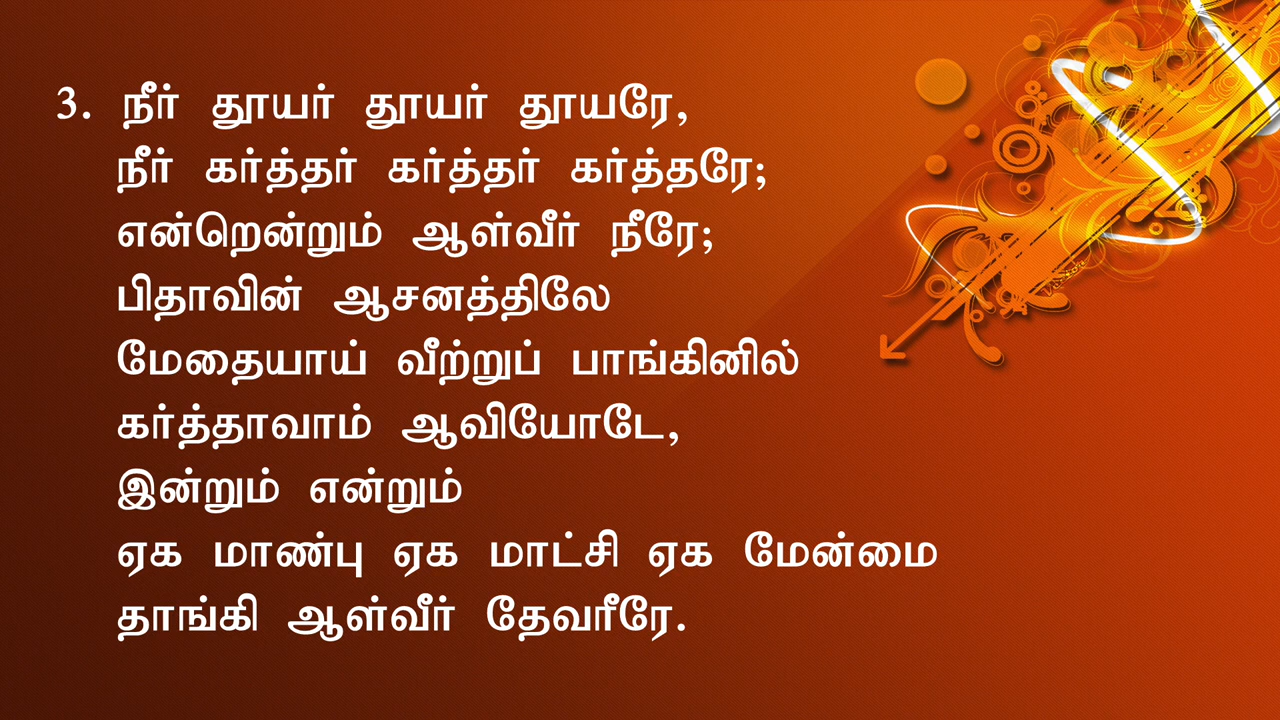 3. நீர் தூயர் தூயர் தூயரே,
நீர் கர்த்தர் கர்த்தர் கர்த்தரே;
என்றென்றும் ஆள்வீர் நீரே;
பிதாவின் ஆசனத்திலே
மேதையாய் வீற்றுப் பாங்கினில்
கர்த்தாவாம் ஆவியோடே,
இன்றும் என்றும்
ஏக மாண்பு ஏக மாட்சி ஏக மேன்மை
தாங்கி ஆள்வீர் தேவரீரே.